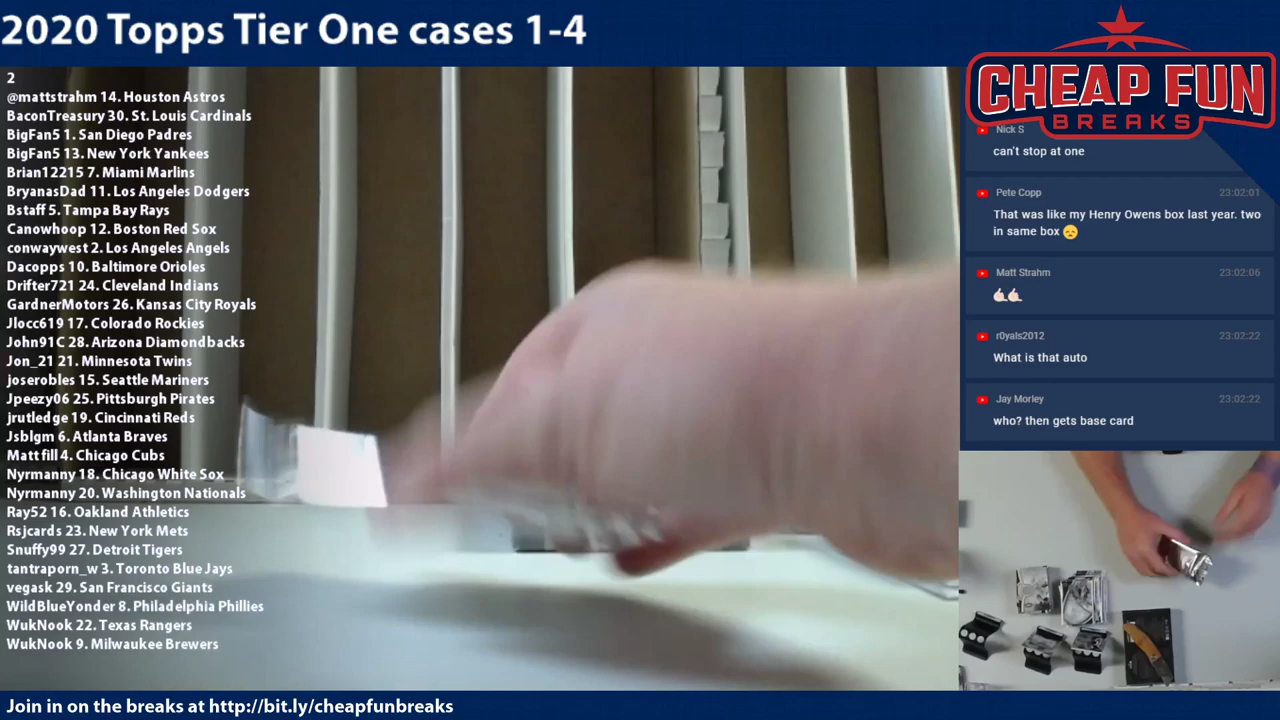 2020 Topps Tier One cases 1-4
2
@mattstrahm 14. Houston Astros
BaconTreasury 30. St. Louis Cardinals
BigFan5 1. San Diego Padres
BigFan5 13. New York Yankees
Brian12215 7. Miami Marlins
BryanasDad 11. Los Angeles Dodgers
Bstaff 5. Tampa Bay Rays
Canowhoop 12. Boston Red Sox
conwaywest 2. Los Angeles Angels
Dacopps 10. Baltimore Orioles
Drifter721 24. Cleveland Indians
GardnerMotors 26. Kansas City Royals
Jlocc619 17. Colorado Rockies
John91C 28. Arizona Diamondbacks
Jon_21 21. Minnesota Twins
joserobles 15. Seattle Mariners
Jpeezy06 25. Pittsburgh Pirates
jrutledge 19. Cincinnati Reds
Jsblgm 6. Atlanta Braves
Matt fill 4. Chicago Cubs
Nyrmanny 18. Chicago White Sox
Nyrmanny 20. Washington Nationals
Ray52 16. Oakland Athletics
Rsjcards 23. New York Mets
Snuffy99 27. Detroit Tigers
tantraporn_w 3. Toronto Blue Jays
vegask 29. San Francisco Giants
WildBlueYonder 8. Philadelphia Phillies
WukNook 22. Texas Rangers
WukNook 9. Milwaukee Brewers
CHEAP FUN
BREAKS
Nick S
can't stop at one
Pete Copp 23:02:01
That was like my Henry Owens box last year. two
in same box 😞
Matt Strahm 23:02:06
🤙🏻🤙🏻
r0yals2012 23:02:22
What is that auto
Jay Morley 23:02:22
who? then gets base card
Join in on the breaks at http://bit.ly/cheapfunbreaks